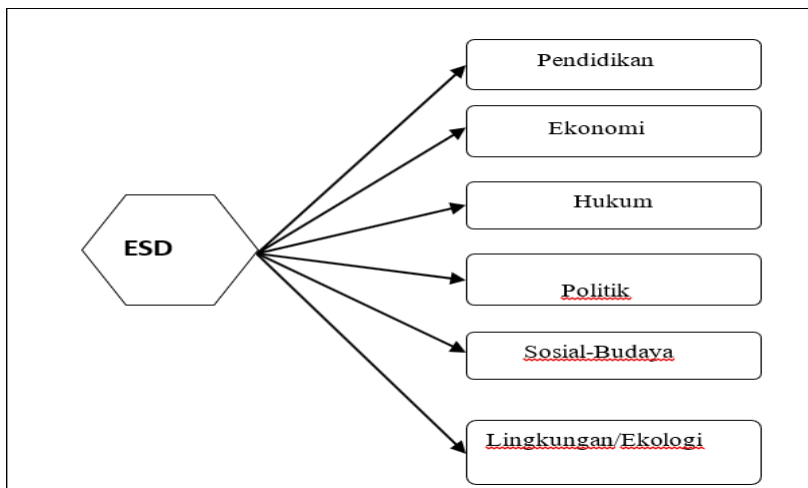 ESD
Pendidikan
Ekonomi
Hukum
Politik
Sosial-Budaya
Lingkungan/Ekologi